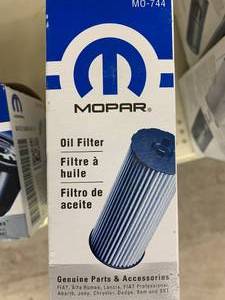 MO-744
MOPAR
Oil Filter
Filtre à
huile
Filtro de
aceite
Genuine Parts & Accessories
FIAT, Alfa Romeo, Lancia, FIAT Professional,
Abarth, Jeep, Chrysler, Dodge, Ram and SRT